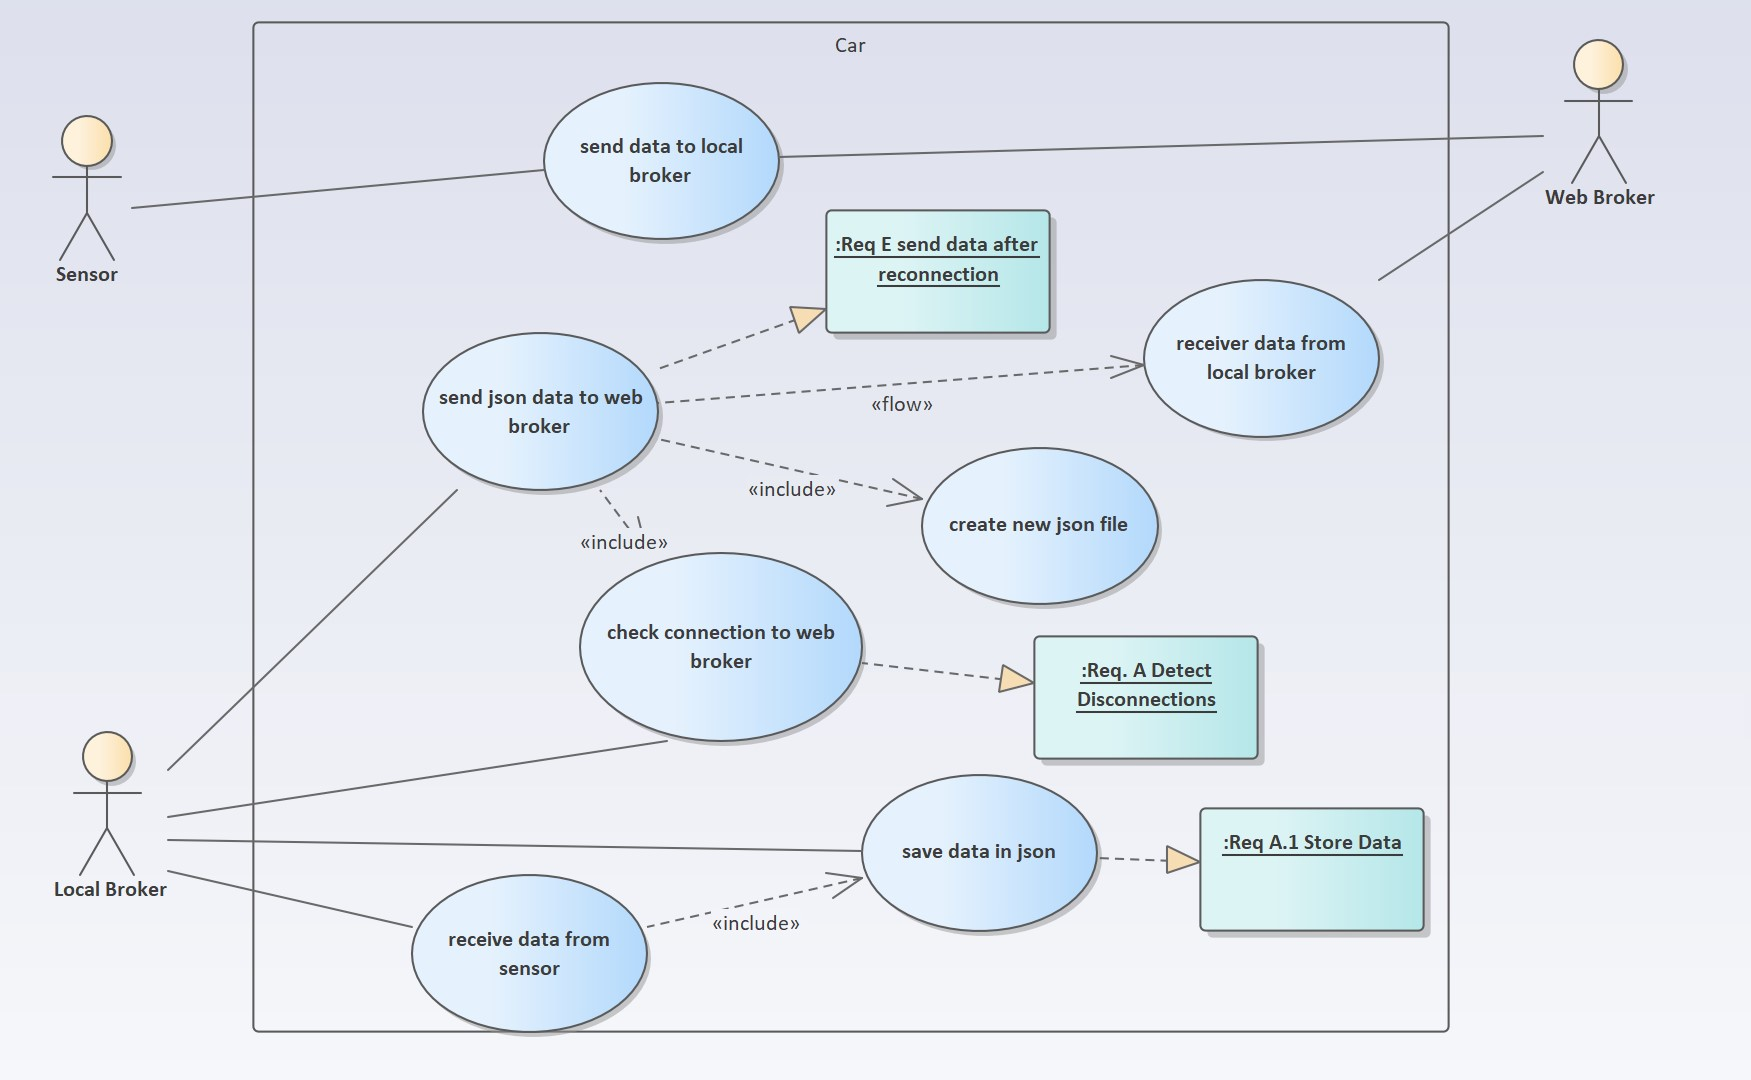 Car
send data to local
broker
Web Broker
Sensor
:Req E send data after
reconnection
receiver data from
local broker
send json data to web
broker
«flow»
«include»
create new json file
«include»
check connection to web
broker
:Req. A Detect
Disconnections
save data in json
:Req A.1 Store Data
Local Broker
receive data from
sensor
«include»